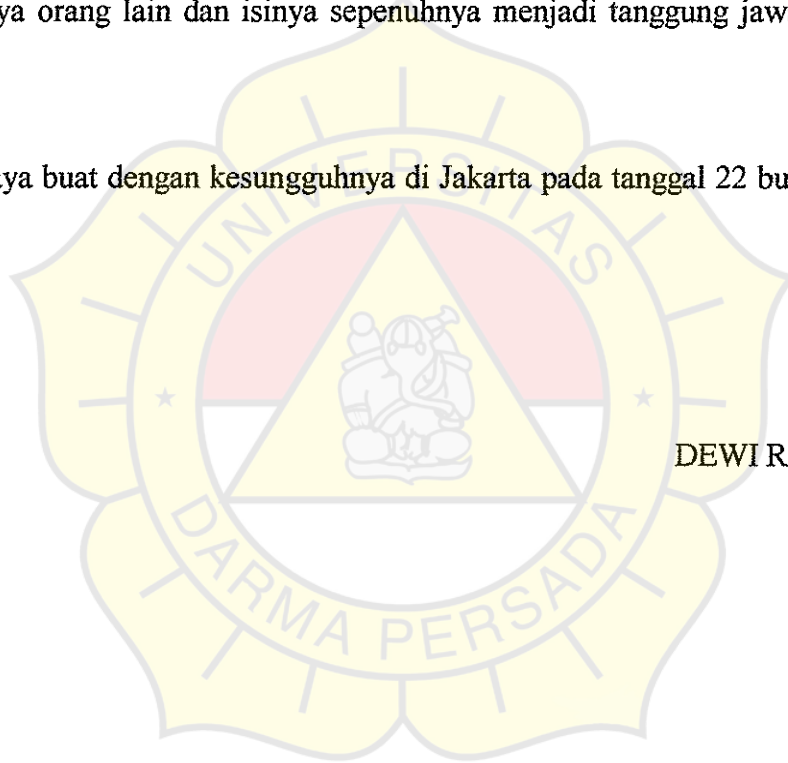 ya orang lain dan isinya sepenuhnya menjadi tanggung jaw
ya buat dengan kesungguhnya di Jakarta pada tanggal 22 bu
UNIVERSITAS
DEWI R
DARMA PERSADA